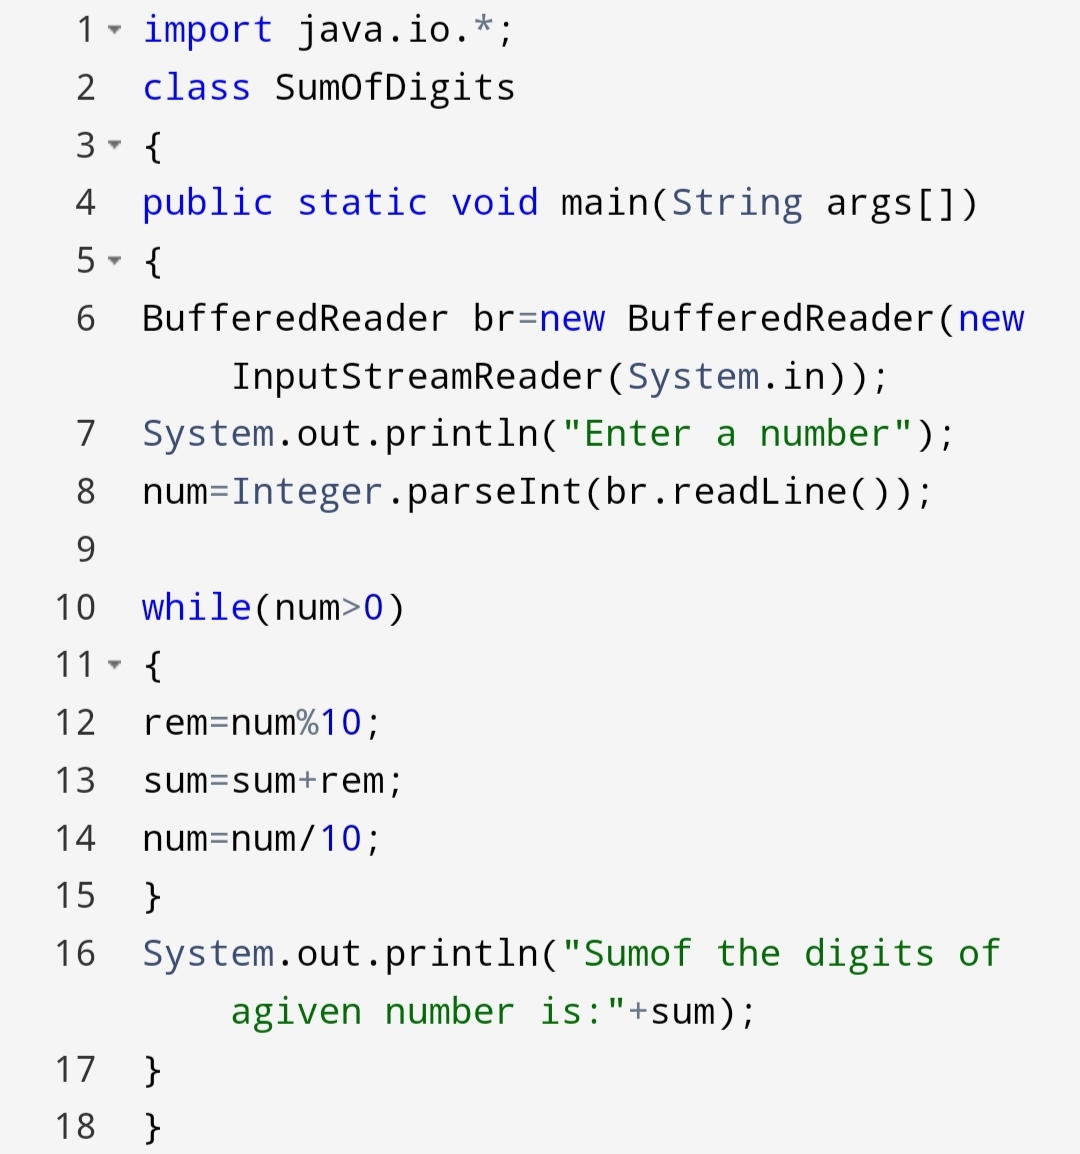 1 import java.io.*;
2 class SumOfDigits
3 {
4 public static void main(String args[])
5 {
6 BufferedReader br=new BufferedReader(new
InputStreamReader(System.in));
7 System.out.println("Enter a number");
8 num=Integer.parseInt(br.readLine());
9
10 while(num>0)
11 {
12 rem=num%10;
13 sum=sum+rem;
14 num=num/10;
15 }
16 System.out.println("Sumof the digits of
agiven number is:"+sum);
17 }
18 }